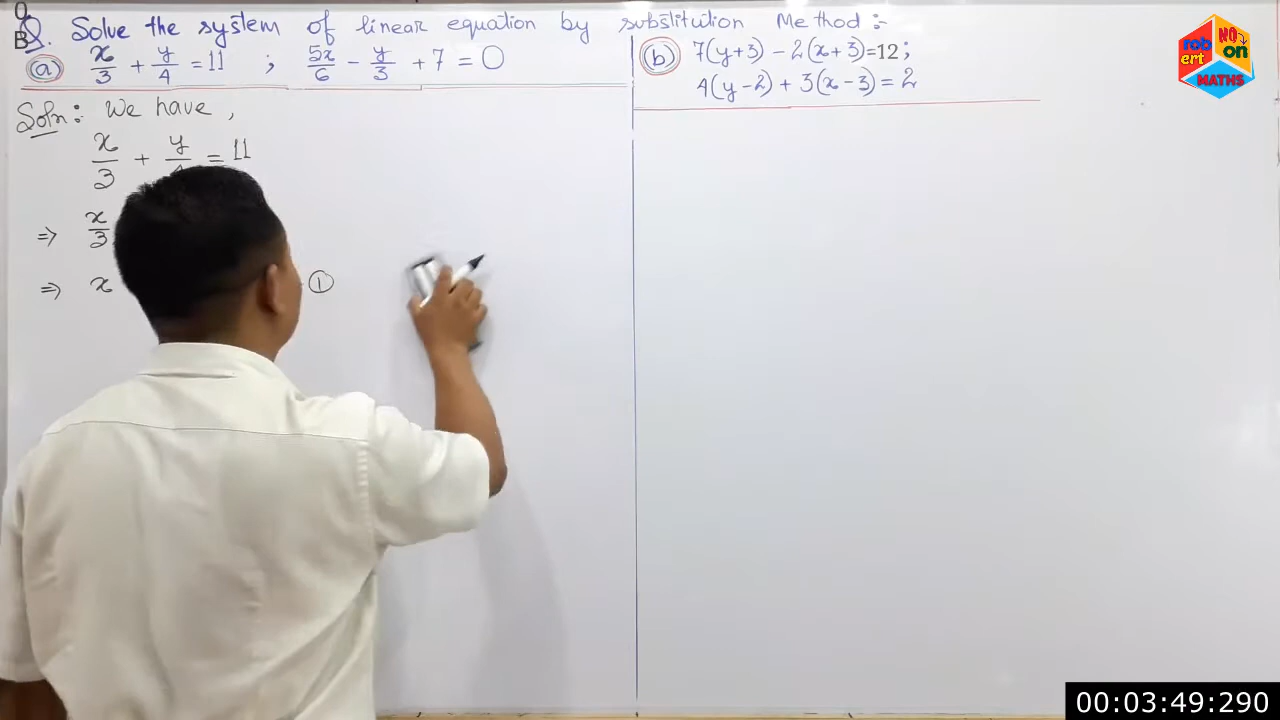 Q
B
Q. Solve the system of linear equation by substitution Method :-
(a) x/3 + y/4 = 11 ; 5x/6 - y/3 + 7 = 0
(b) 7(y+3) - 2(x+3)=12;
4(y-2) + 3(x-3) = 2
Soln:. We have,
x/3 + y/4 = 11
⇒ x/3
⇒ x ①
robert NO on
MATHS
00:03:49:290